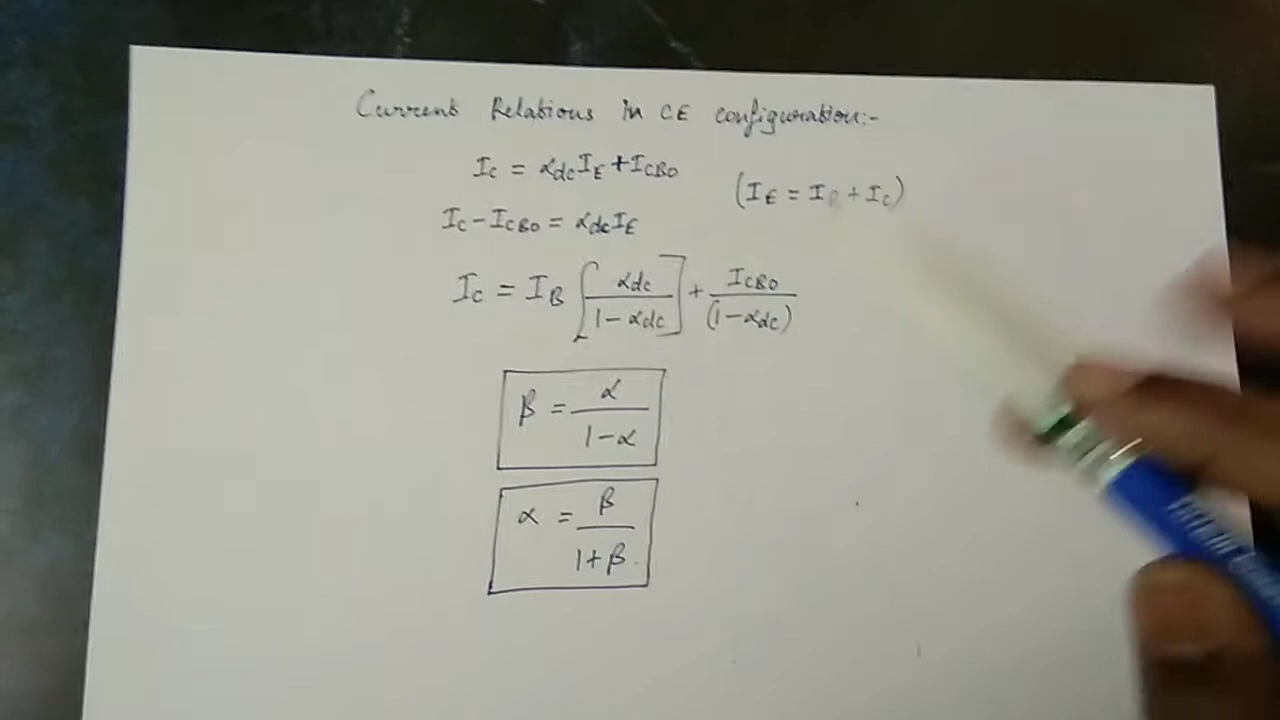 Current Relations in CE configuration:-
Ic = αdc IE + ICBO
(IE = IB + Ic)
Ic - ICBO = αdc IE
Ic = IB [αdc / 1 - αdc] + ICBO / (1 - αdc)
β = α / 1 - α
α = β / 1 + β.